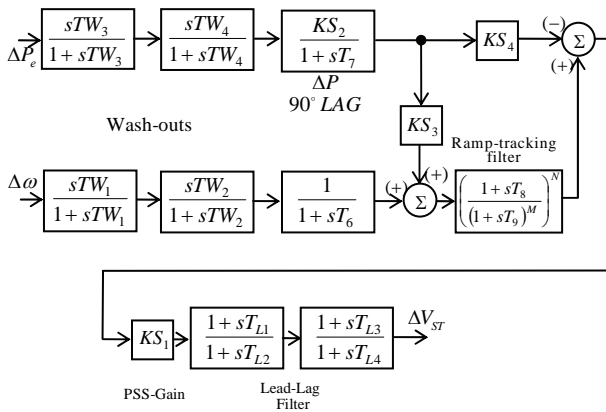 ΔP_e
sTW_3 / (1 + sTW_3)
sTW_4 / (1 + sTW_4)
KS_2 / (1 + sT_7)
KS_4
(−)
Σ
(+)
ΔP
90° LAG
Wash-outs
KS_3
Ramp-tracking
filter
Δω
sTW_1 / (1 + sTW_1)
sTW_2 / (1 + sTW_2)
1 / (1 + sT_6)
(+)
(+)
Σ
((1 + sT_8) / (1 + sT_9)^M)^N
KS_1
(1 + sT_L1) / (1 + sT_L2)
(1 + sT_L3) / (1 + sT_L4)
ΔV_ST
PSS-Gain
Lead-Lag
Filter